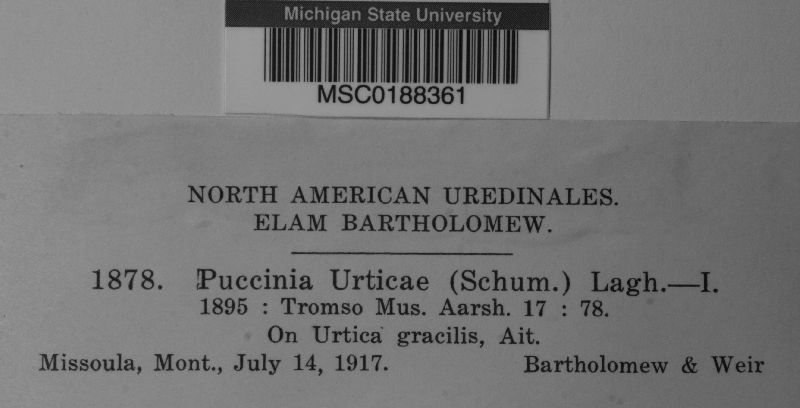 Michigan State University
MSC0188361
NORTH AMERICAN UREDINALES.
ELAM BARTHOLOMEW.
1878. Puccinia Urticae (Schum.) Lagh.—I.
1895 : Tromso Mus. Aarsh. 17 : 78.
On Urtica gracilis, Ait.
Missoula, Mont., July 14, 1917. Bartholomew & Weir